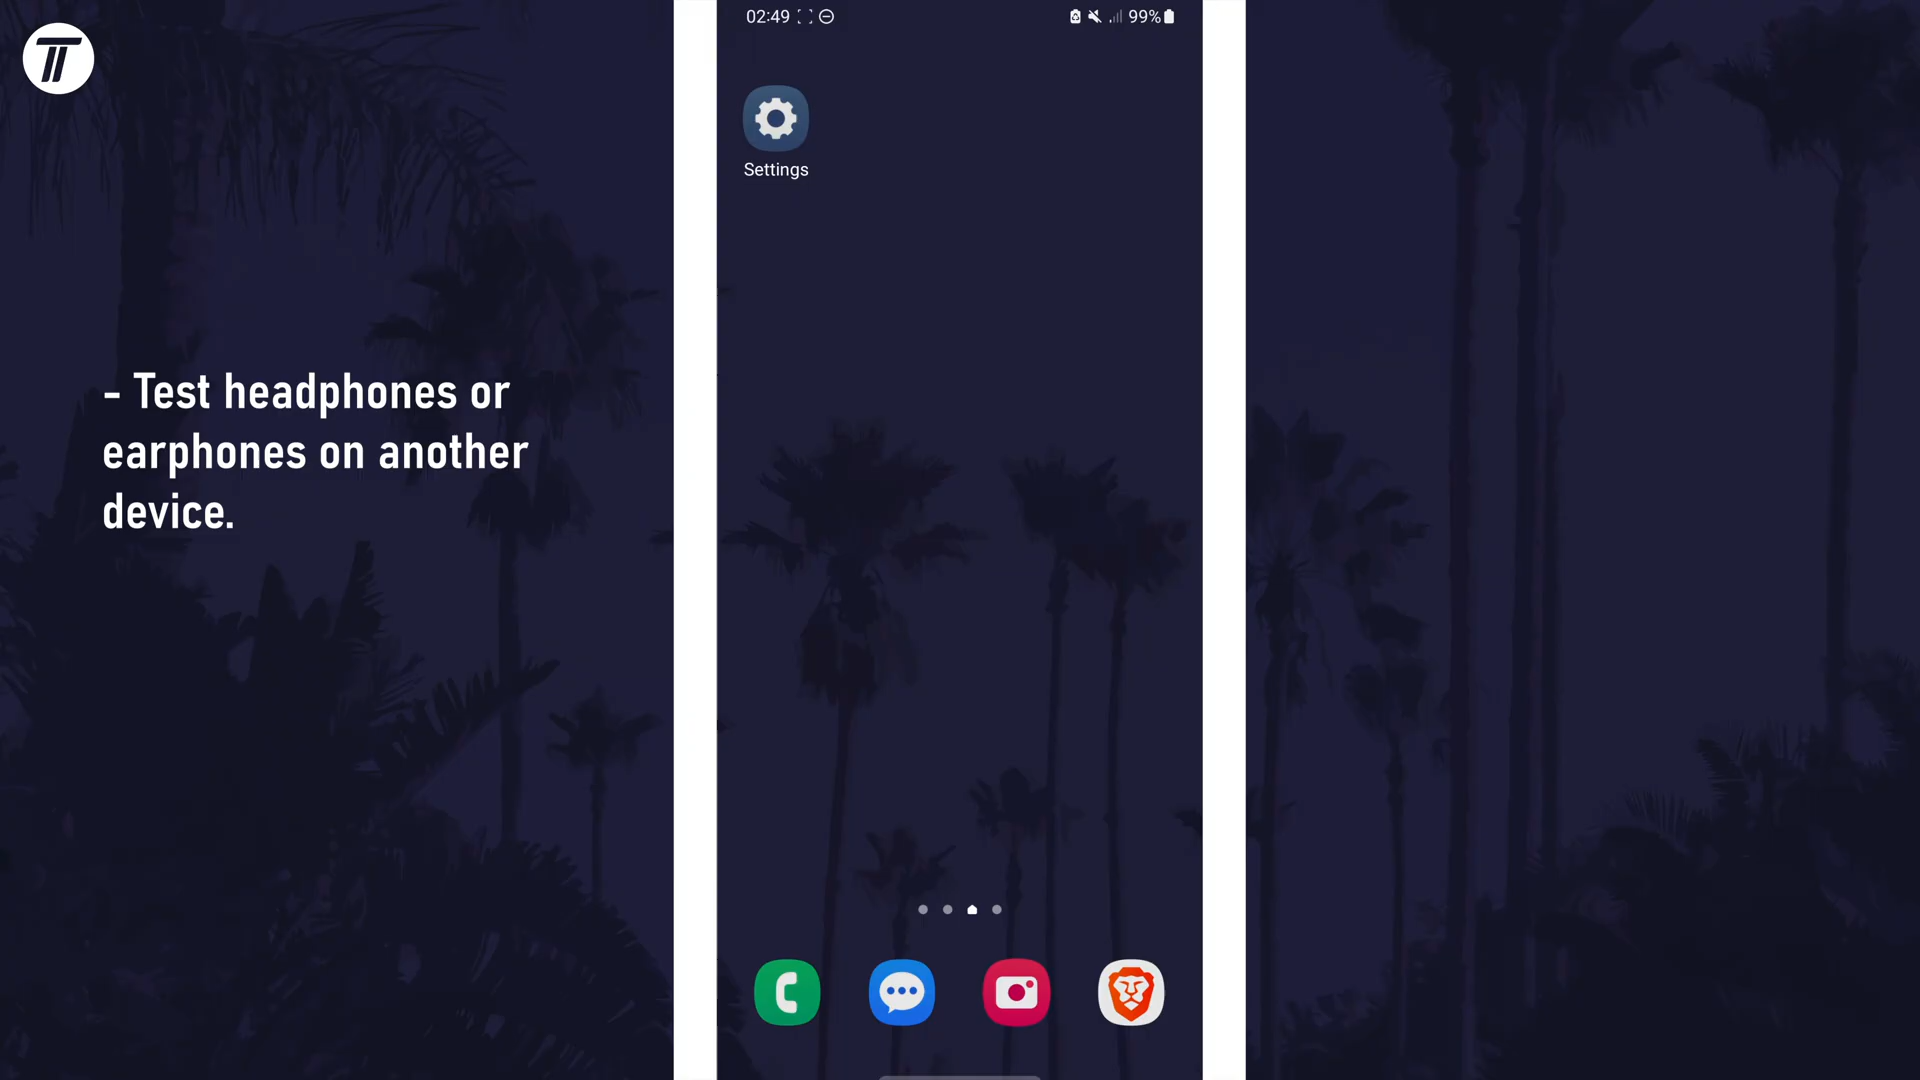 02:49
99%
Settings
- Test headphones or
earphones on another
device.